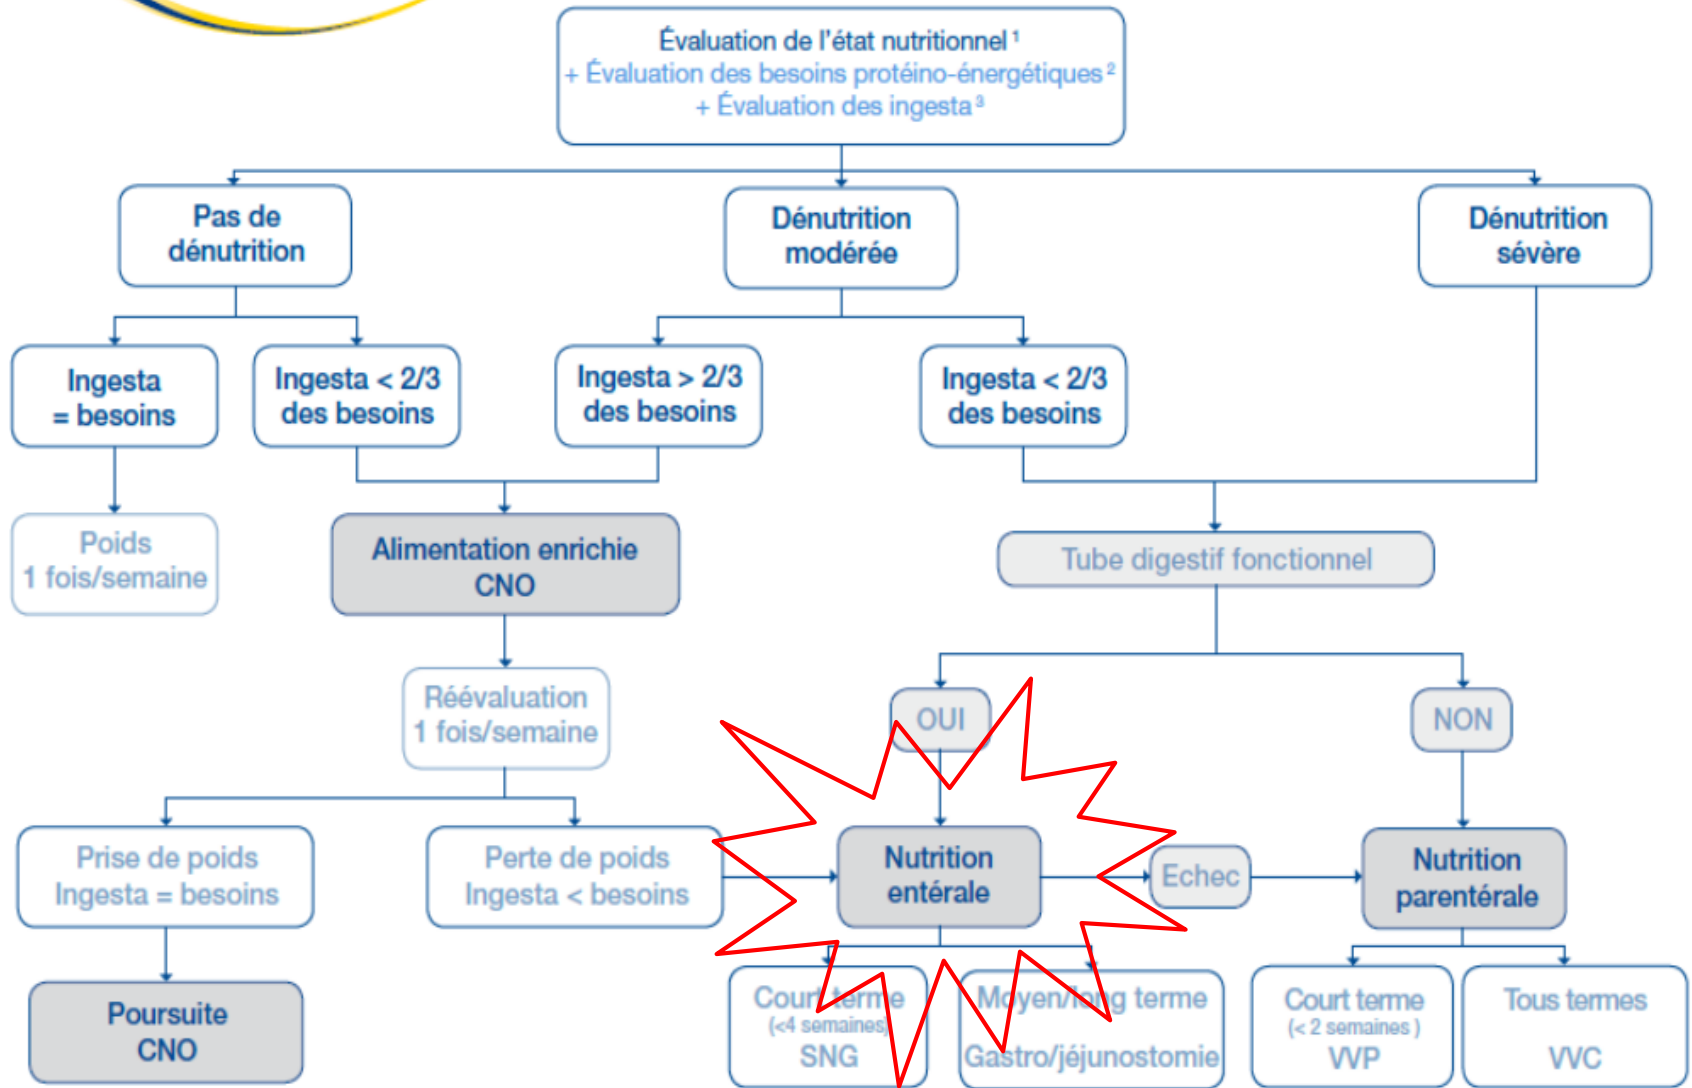 Évaluation de l'état nutritionnel ¹
+ Évaluation des besoins protéino-énergétiques ²
+ Évaluation des ingesta ³
Pas de
dénutrition
Dénutrition
modérée
Dénutrition
sévère
Ingesta
= besoins
Ingesta < 2/3
des besoins
Ingesta > 2/3
des besoins
Ingesta < 2/3
des besoins
Poids
1 fois/semaine
Alimentation enrichie
CNO
Tube digestif fonctionnel
Réévaluation
1 fois/semaine
OUI
NON
Prise de poids
Ingesta = besoins
Perte de poids
Ingesta < besoins
Nutrition
entérale
Echec
Nutrition
parentérale
Poursuite
CNO
Court terme
(<4 semaines)
SNG
Moyen/long terme
Gastro/jéjunostomie
Court terme
(< 2 semaines )
VVP
Tous termes
VVC